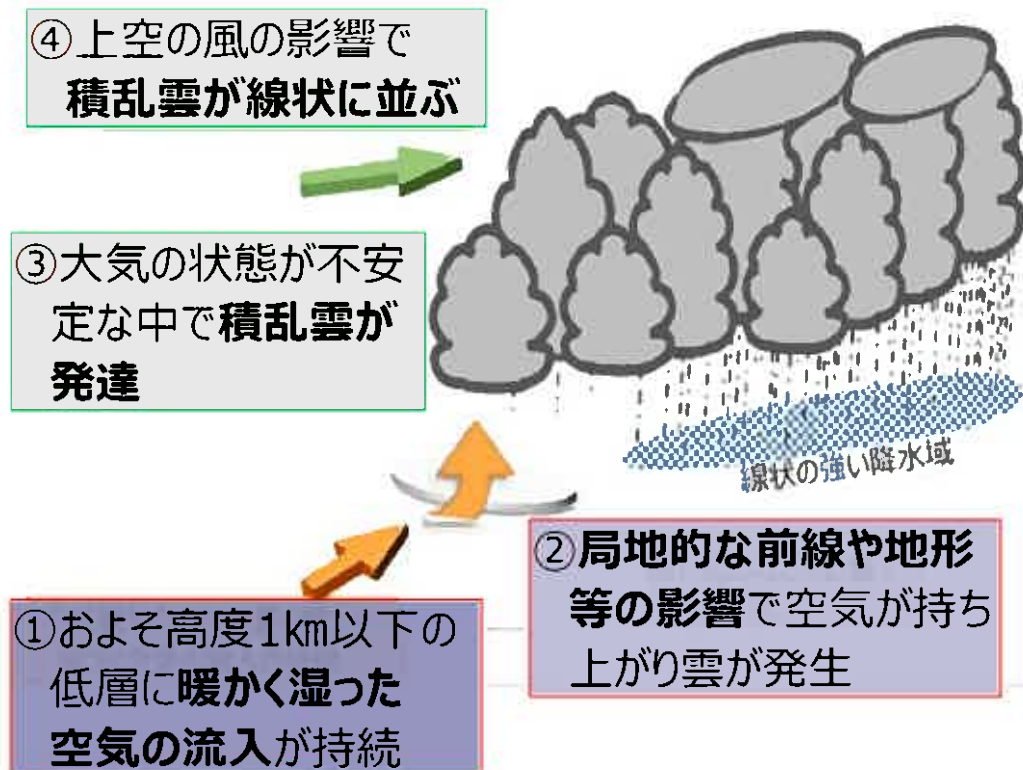 ④上空の風の影響で
積乱雲が線状に並ぶ
③大気の状態が不安
定な中で積乱雲が
発達
線状の強い降水域
②局地的な前線や地形
等の影響で空気が持ち
上がり雲が発生
①およそ高度1km以下の
低層に暖かく湿った
空気の流入が持続